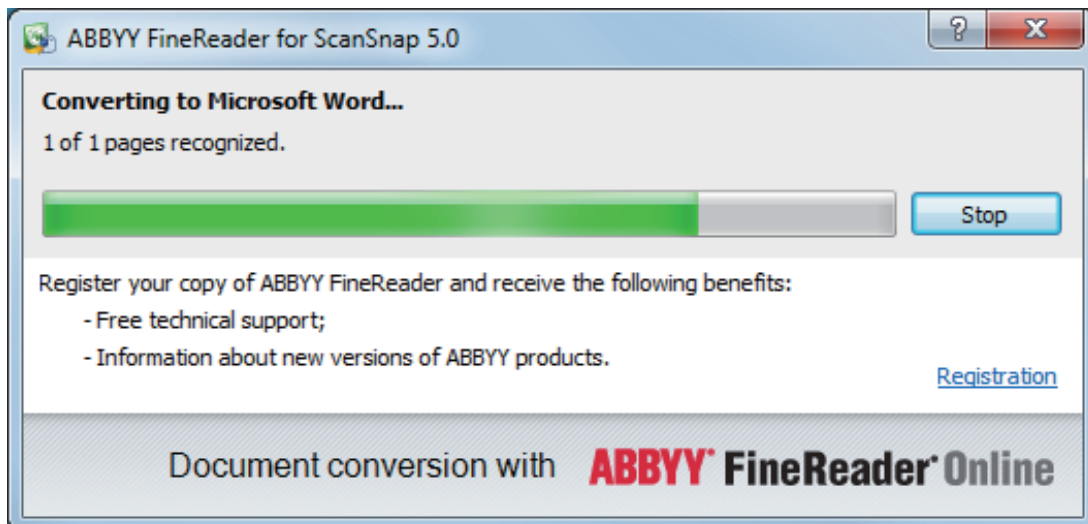 ABBYY FineReader for ScanSnap 5.0
?
X
Converting to Microsoft Word...
1 of 1 pages recognized.
Stop
Register your copy of ABBYY FineReader and receive the following benefits:
- Free technical support;
- Information about new versions of ABBYY products.
Registration
Document conversion with ABBYY FineReader Online